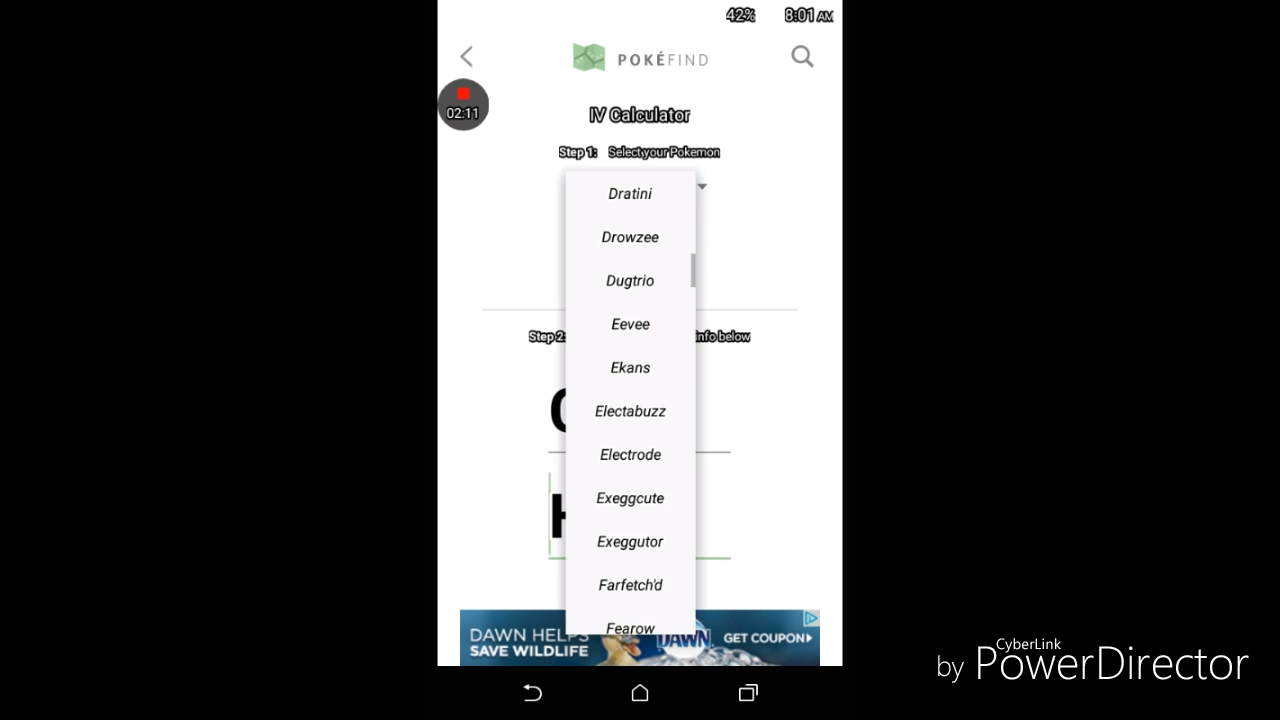 42% 8:01 AM
POKÉFIND
02:11
IV Calculator
Step 1: Select your Pokemon
Dratini
Drowzee
Dugtrio
Eevee
Ekans
Step 2: info below
Electabuzz
Electrode
Exeggcute
Exeggutor
Farfetch'd
Fearow
DAWN HELPS
SAVE WILDLIFE
DAWN
GET COUPON
CyberLink
by PowerDirector